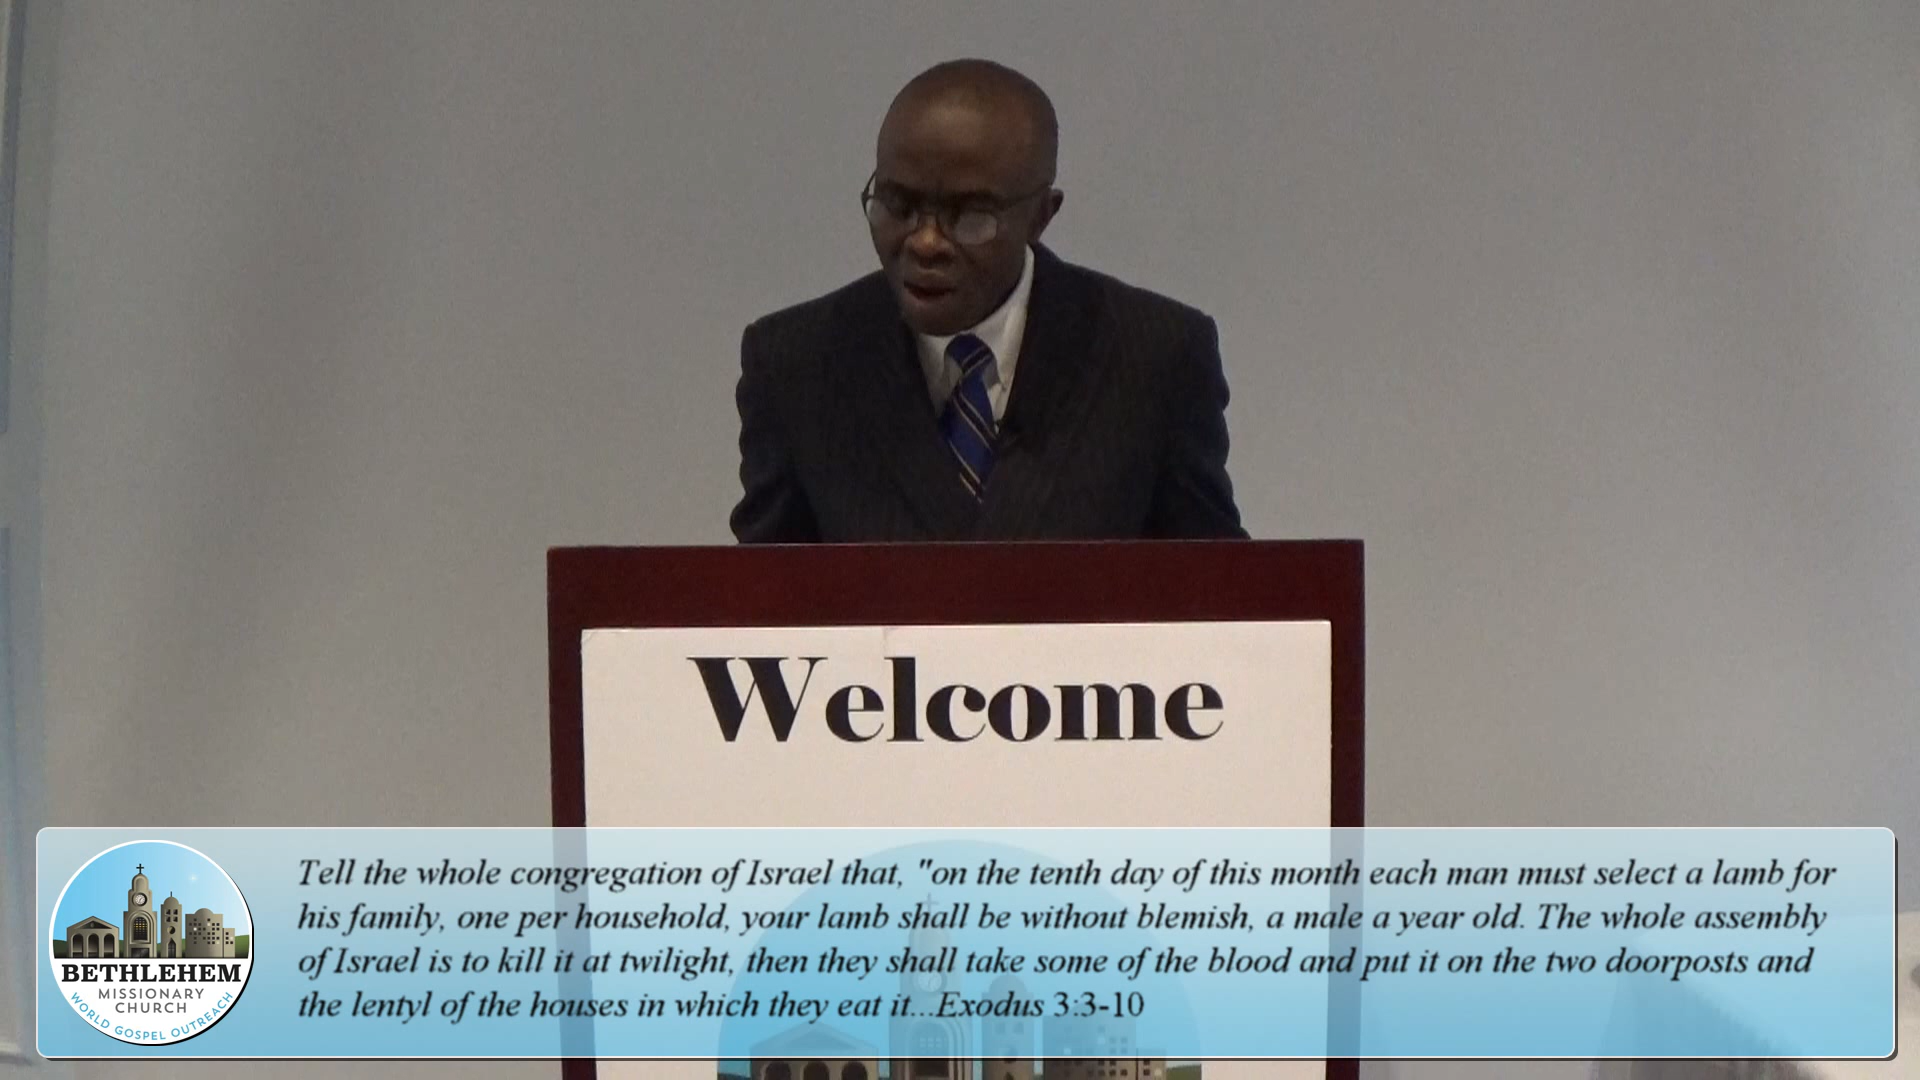 Welcome
Tell the whole congregation of Israel that, "on the tenth day of this month each man must select a lamb for
his family, one per household, your lamb shall be without blemish, a male a year old. The whole assembly
of Israel is to kill it at twilight, then they shall take some of the blood and put it on the two doorposts and
the lentyl of the houses in which they eat it...Exodus 3:3-10
BETHLEHEM
MISSIONARY
CHURCH
WORLD GOSPEL OUTREACH